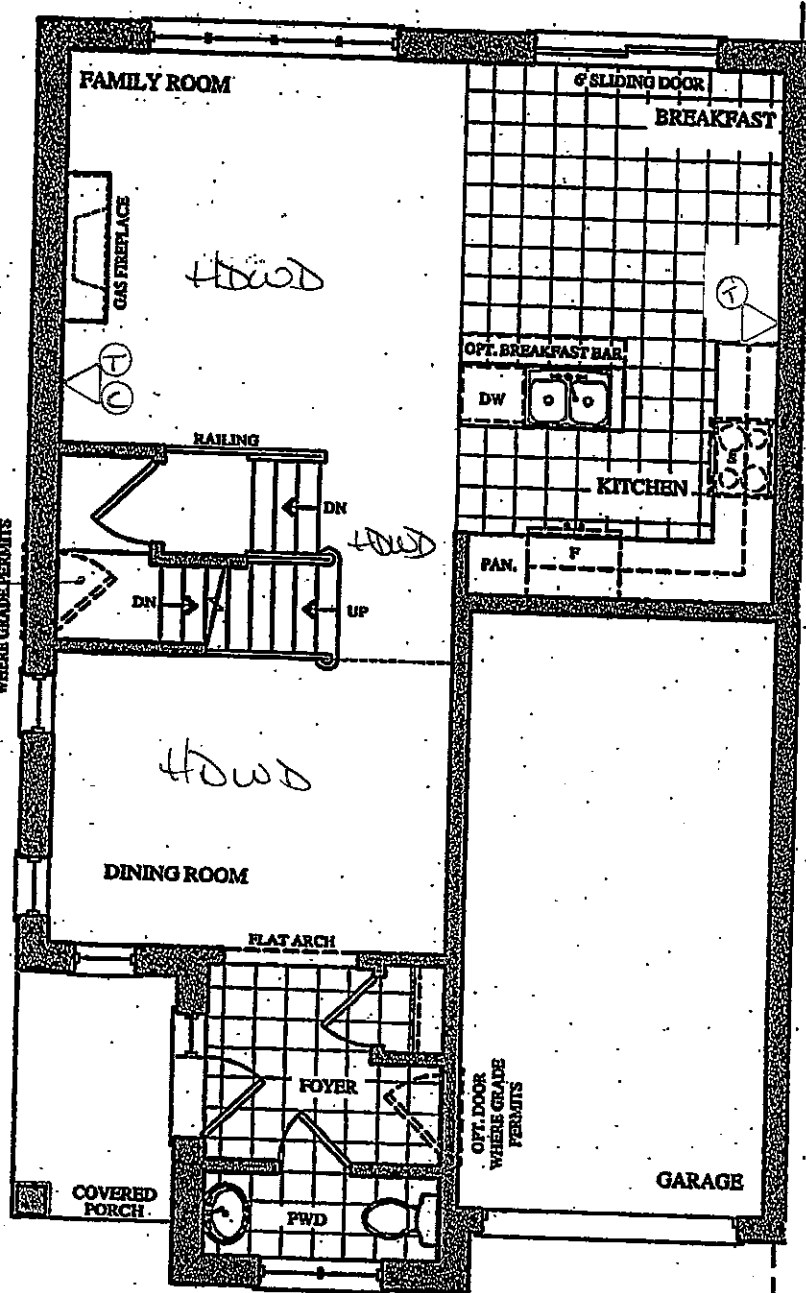 FAMILY ROOM
6' SLIDING DOOR
BREAKFAST
GAS FIREPLACE
HDWD
T
T
C
OPT. BREAKFAST BAR
DW
RAILING
S
KITCHEN
DN
HDWD
PAN.
F
DN
UP
WHERE GRADE PERMITS
HDWD
DINING ROOM
FLAT ARCH
FOYER
OPT. DOOR
WHERE GRADE
PERMITS
GARAGE
COVERED
PORCH
PWD